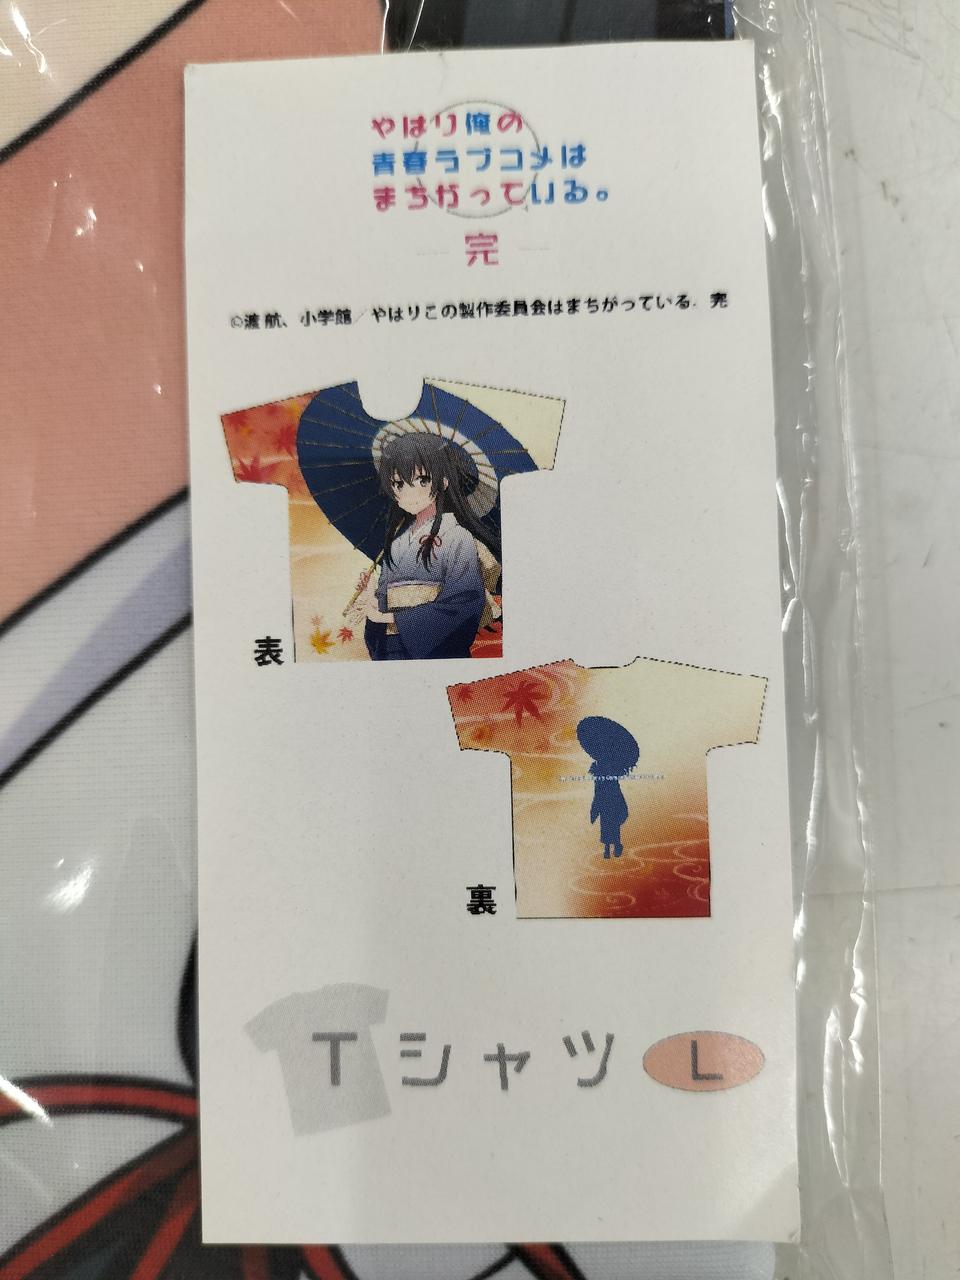 やはり俺の
青春ラブコメは
まちがっている。
完
©渡 航、小学館／やはりこの製作委員会はまちがっている。完
表
裏
Tシャツ L